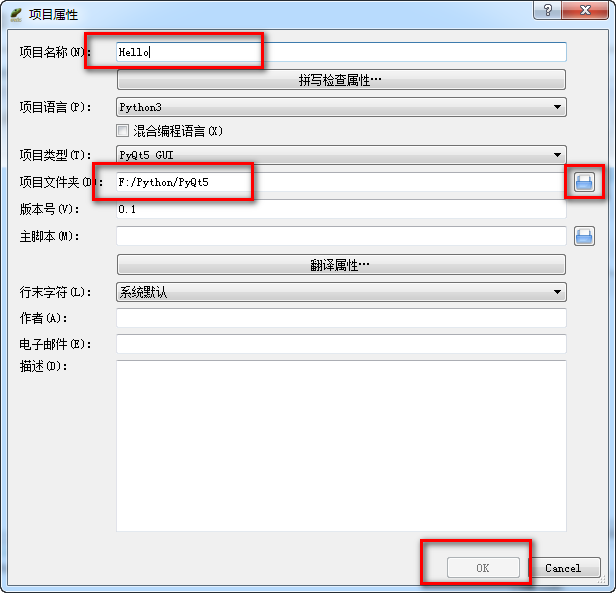 项目属性
?
项目名称(N): Hello
拼写检查属性…
项目语言(P): Python3
混合编程语言(X)
项目类型(T): PyQt5 GUI
项目文件夹(D): F:/Python/PyQt5
版本号(V): 0.1
主脚本(M):
翻译属性…
行末字符(L): 系统默认
作者(A):
电子邮件(E):
描述(D):
OK Cancel